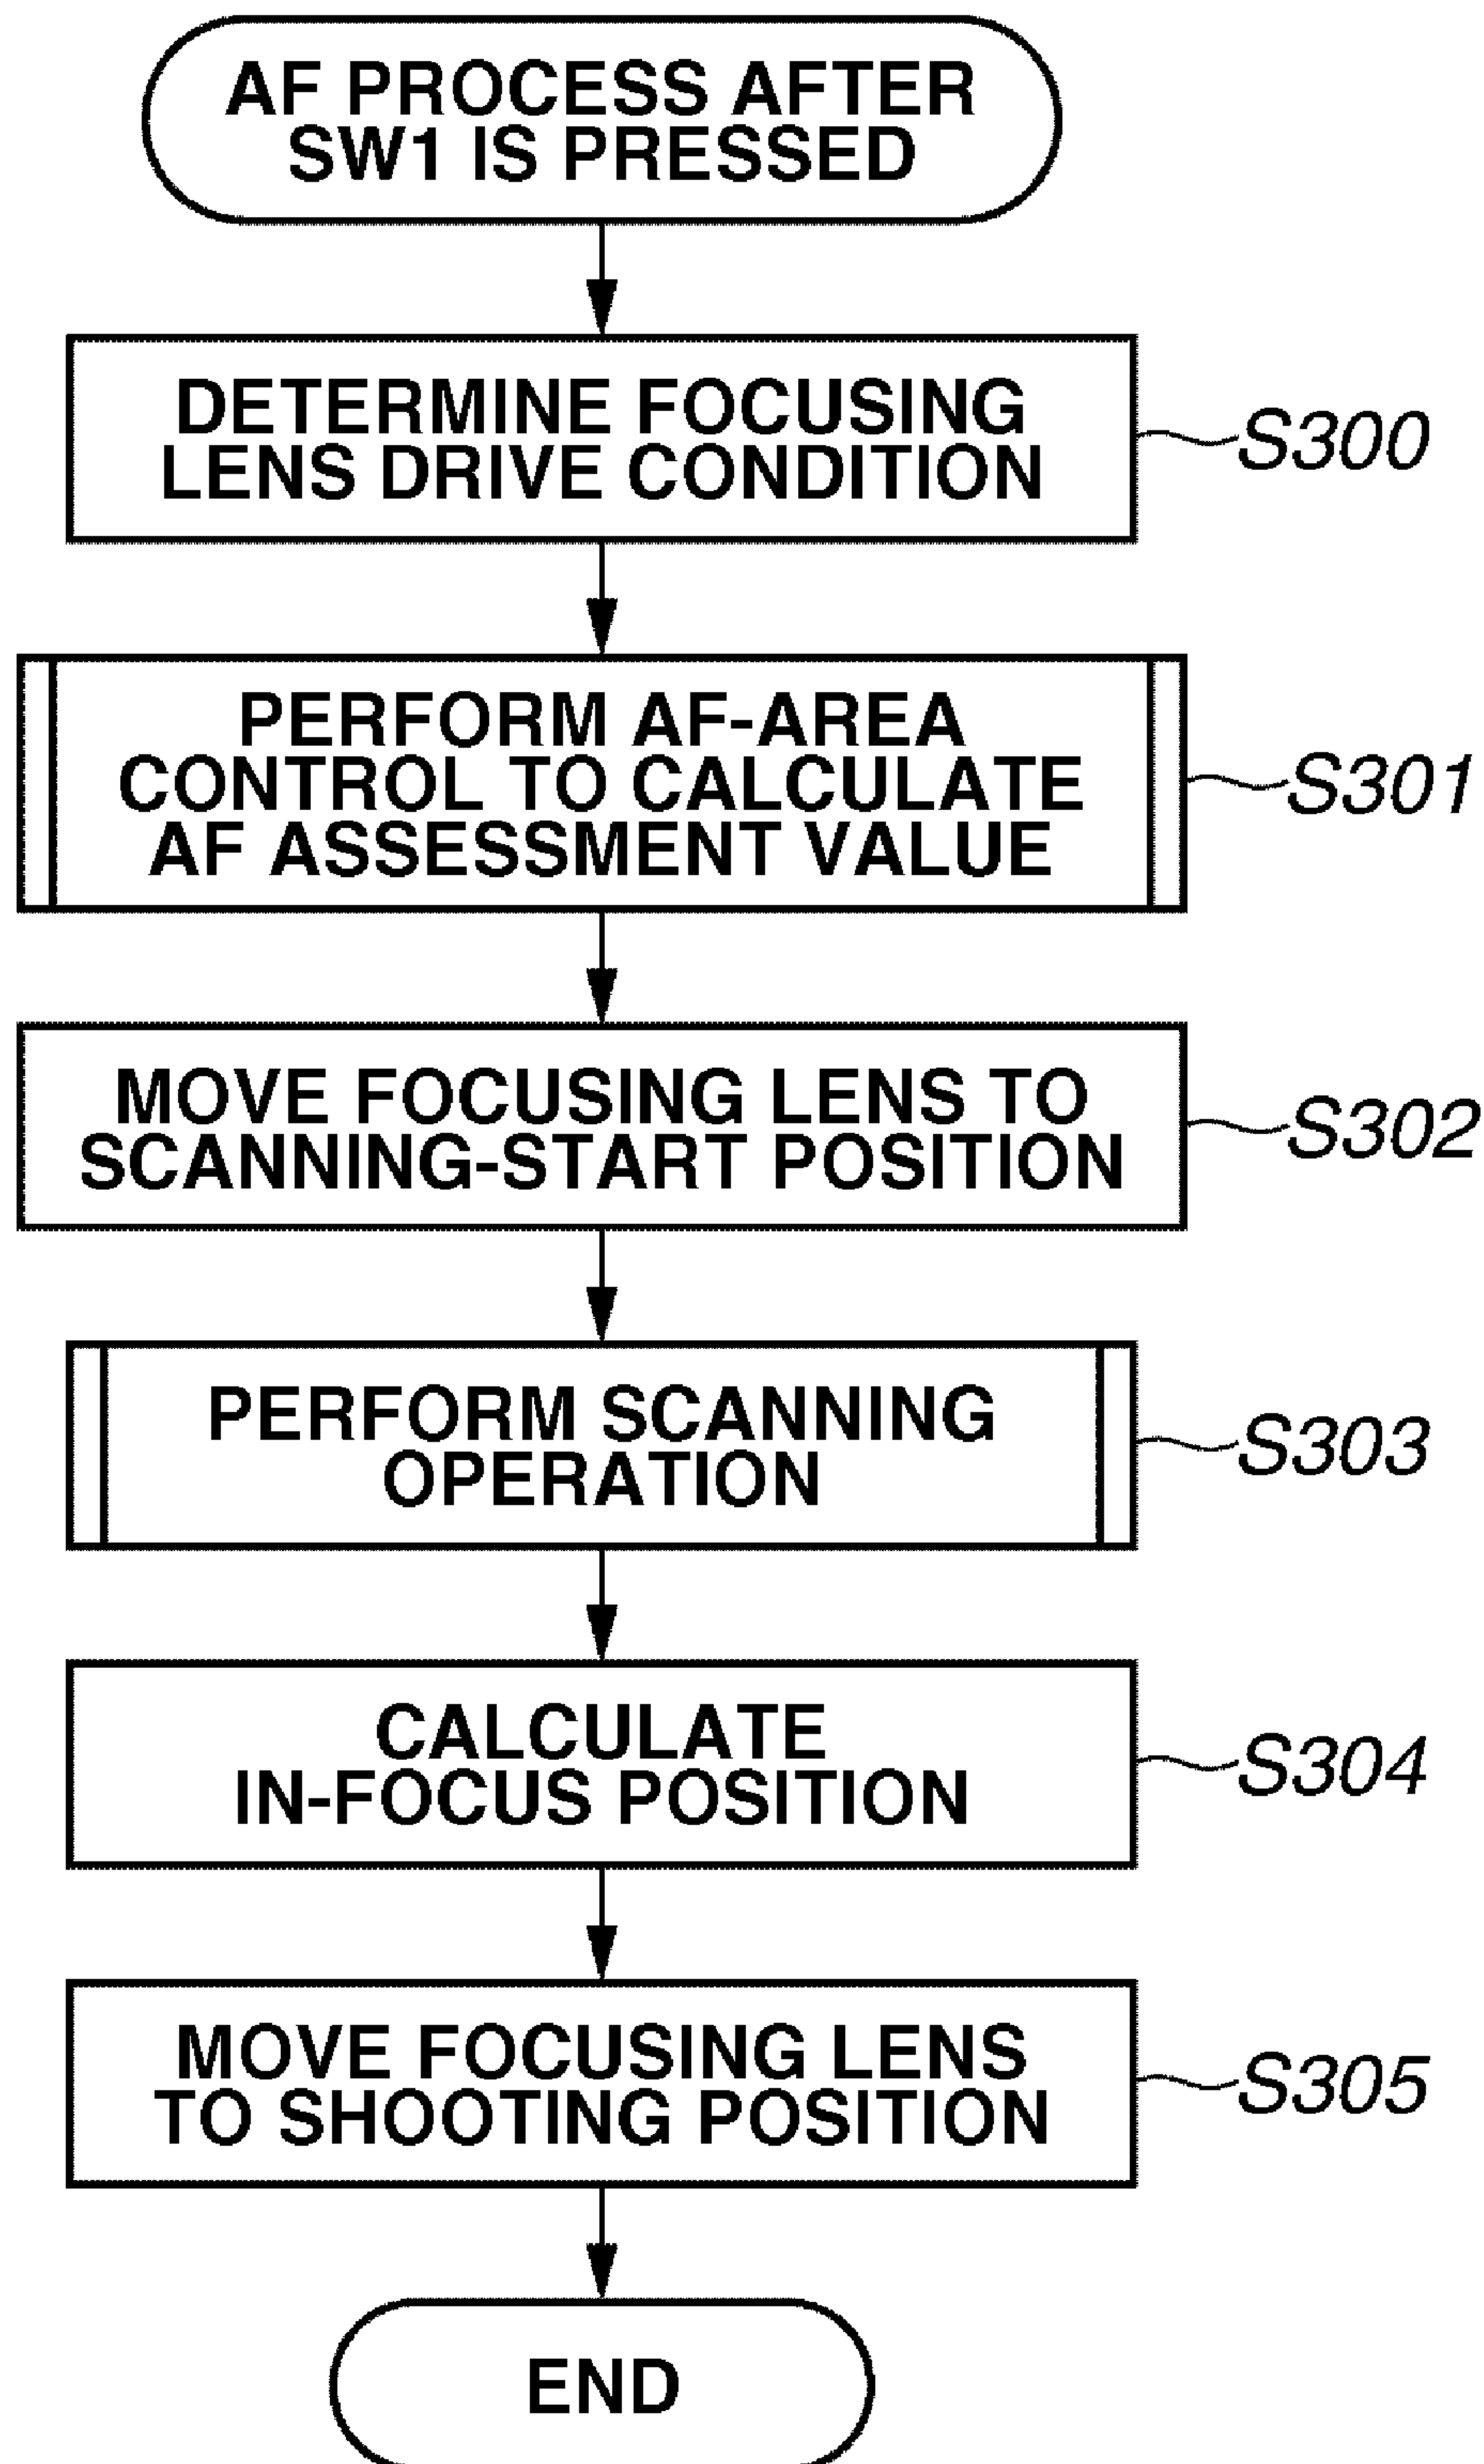 AF PROCESS AFTER
SW1 IS PRESSED
DETERMINE FOCUSING
LENS DRIVE CONDITION
S300
PERFORM AF-AREA
CONTROL TO CALCULATE
AF ASSESSMENT VALUE
S301
MOVE FOCUSING LENS TO
SCANNING-START POSITION
S302
PERFORM SCANNING
OPERATION
S303
CALCULATE
IN-FOCUS POSITION
S304
MOVE FOCUSING LENS
TO SHOOTING POSITION
S305
END